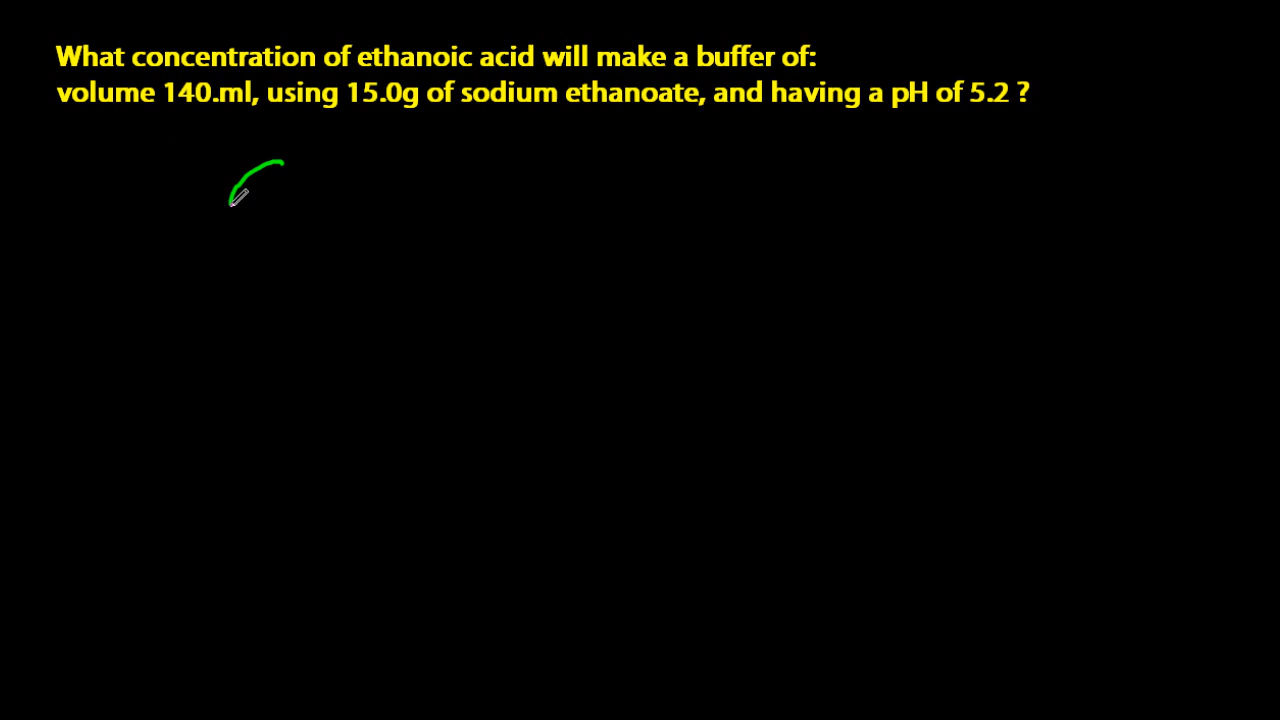 What concentration of ethanoic acid will make a buffer of:
volume 140.ml, using 15.0g of sodium ethanoate, and having a pH of 5.2 ?